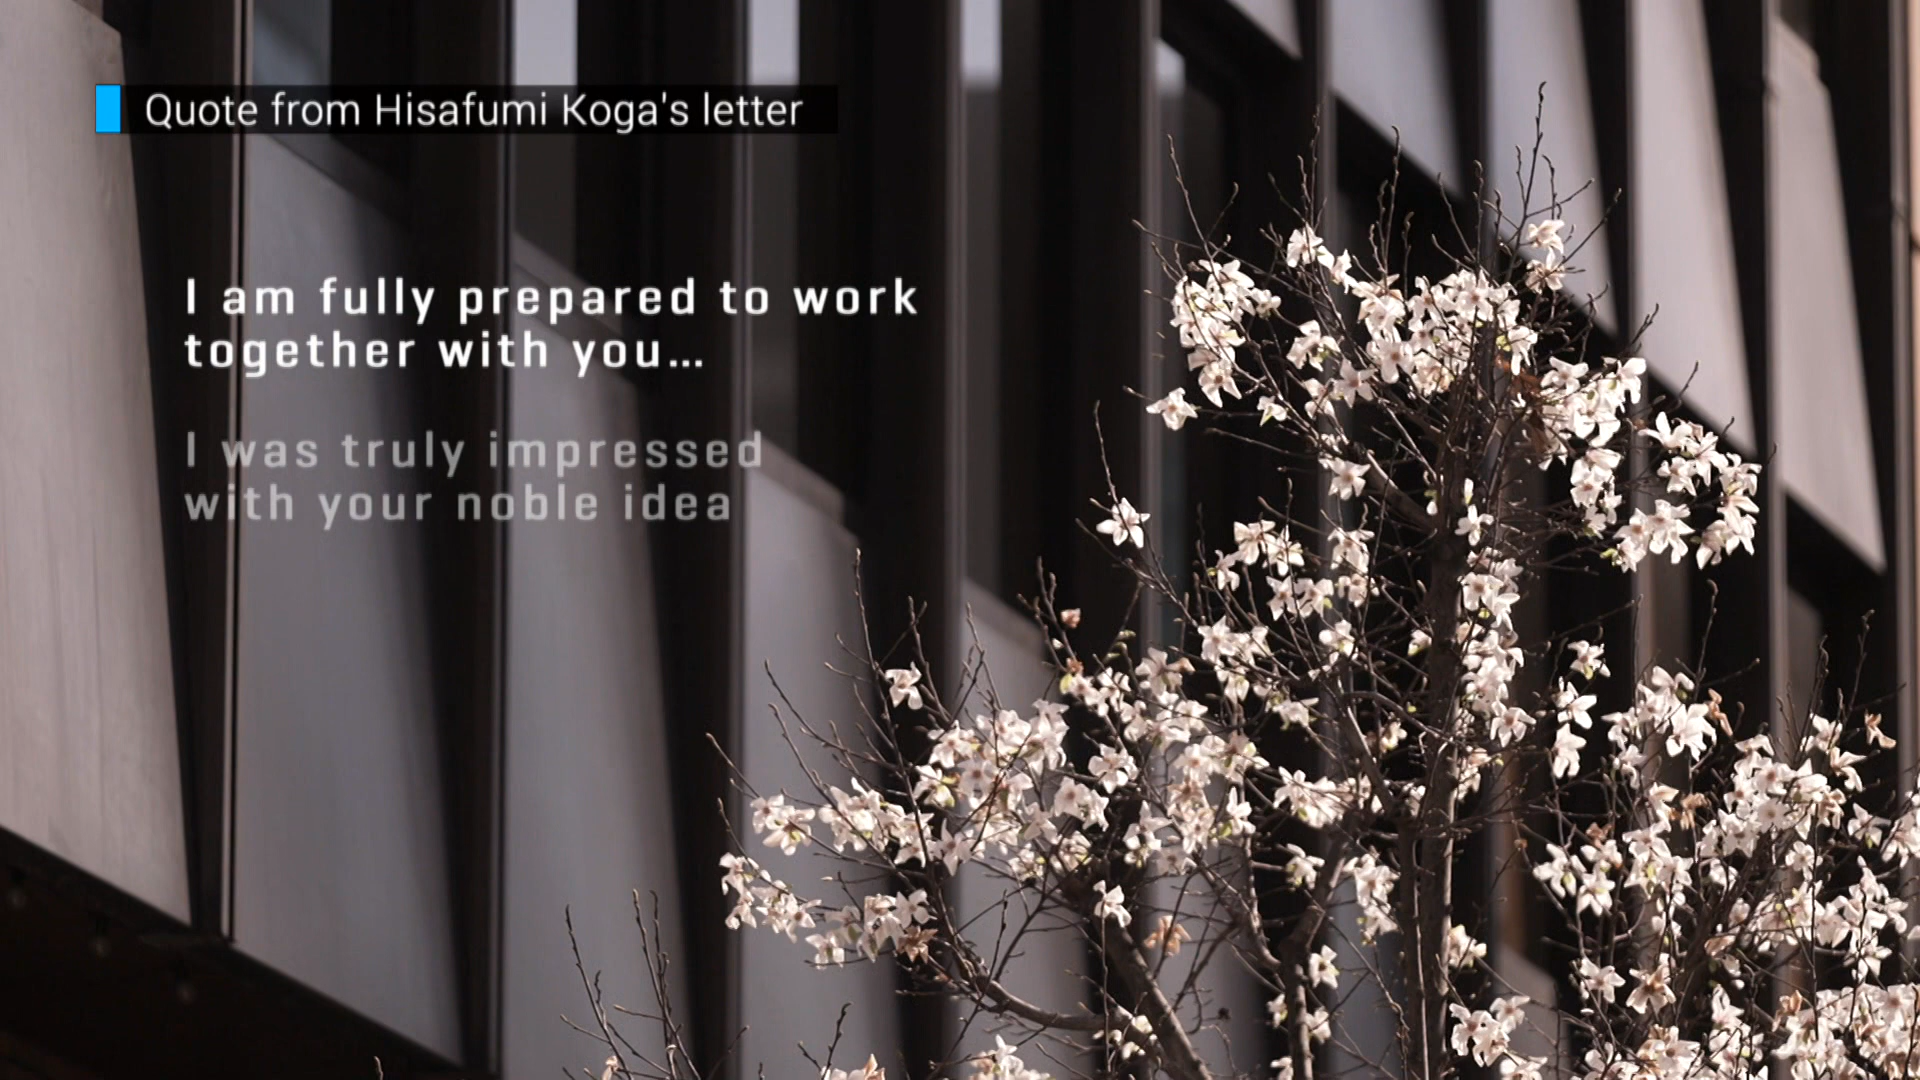 Quote from Hisafumi Koga's letter
I am fully prepared to work
together with you...
I was truly impressed
with your noble idea